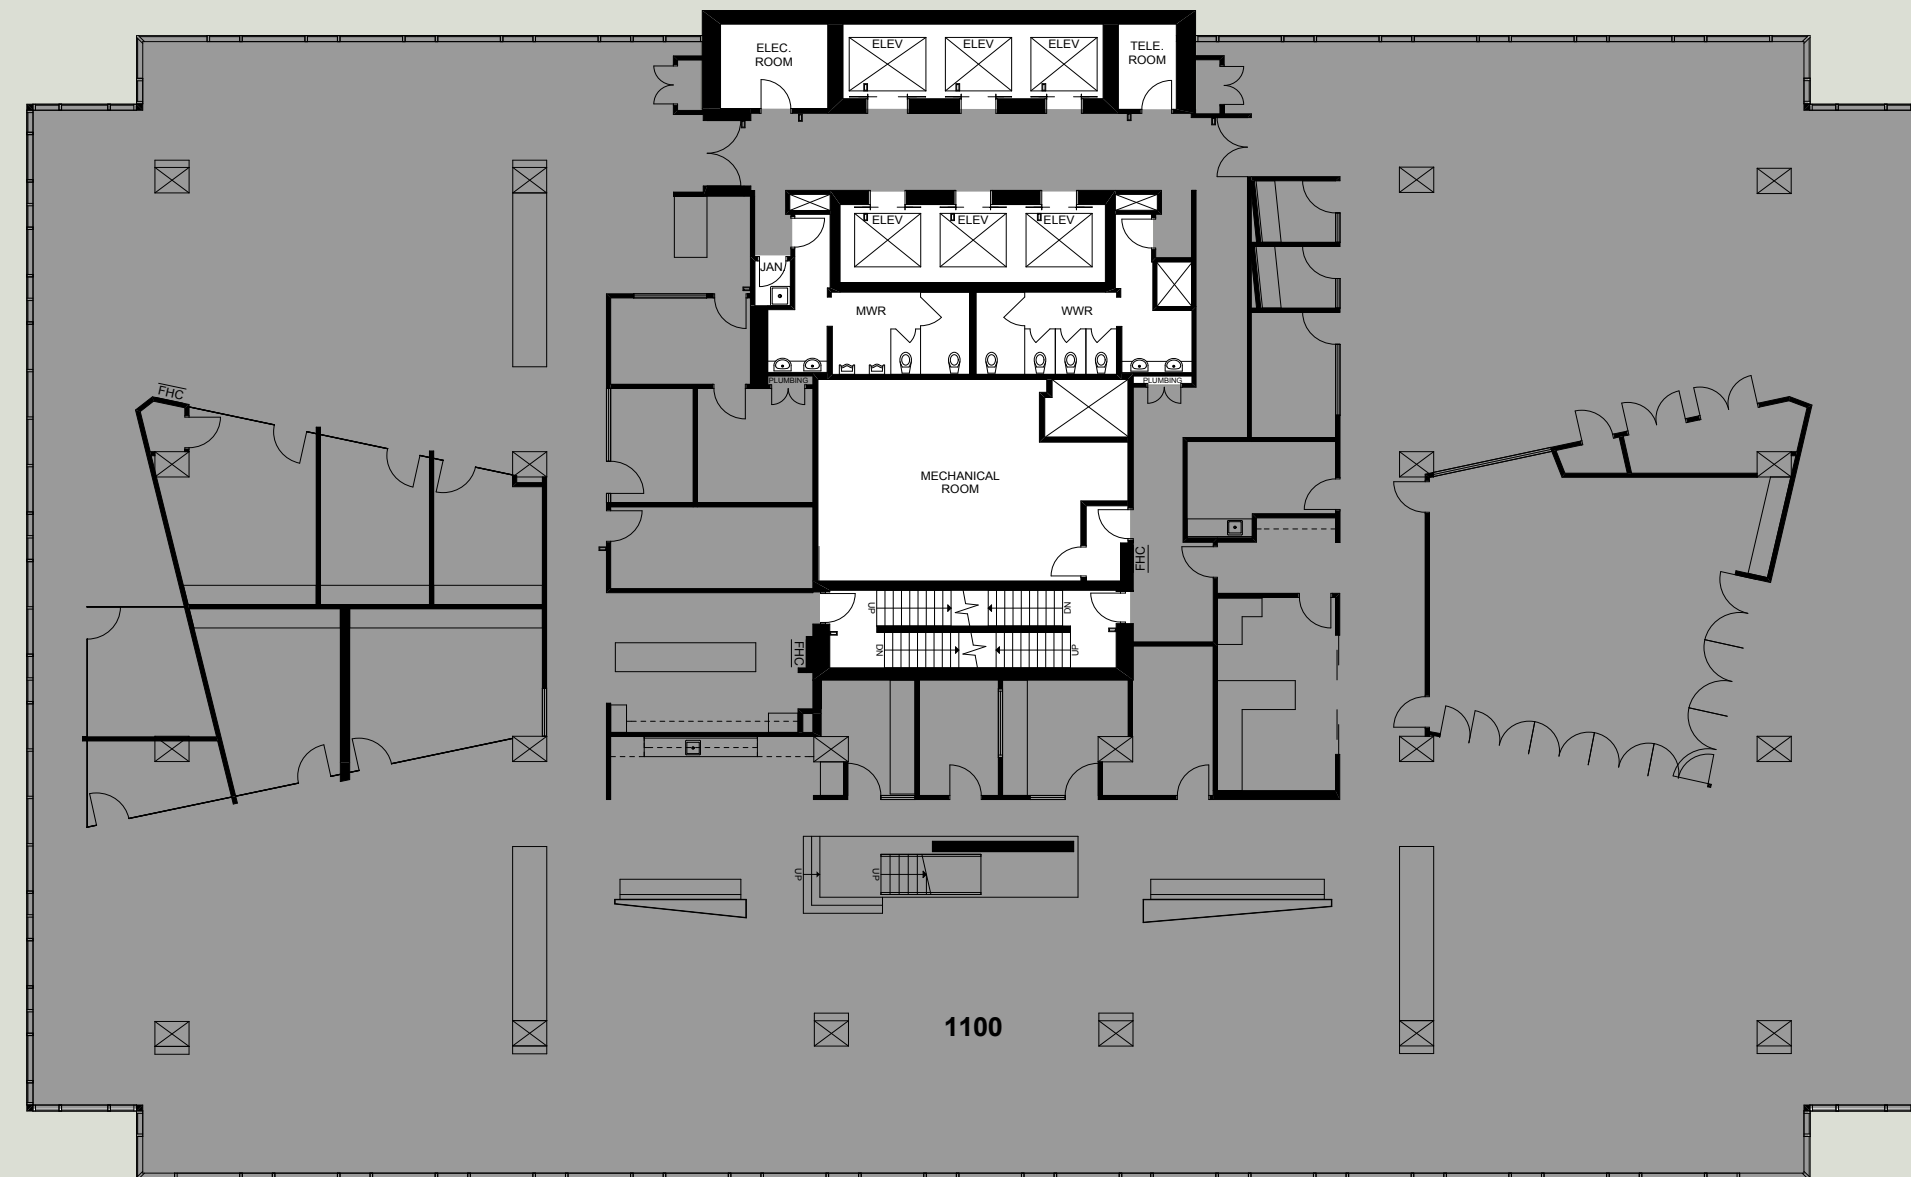 ELEV
ELEV
ELEV
ELEC.
ROOM
TELE.
ROOM
ELEV
ELEV
ELEV
JAN
MWR
WWR
PLUMBING
PLUMBING
FHC
MECHANICAL
ROOM
FHC
UP
DN
DN
UP
FHC
UP
UP
1100